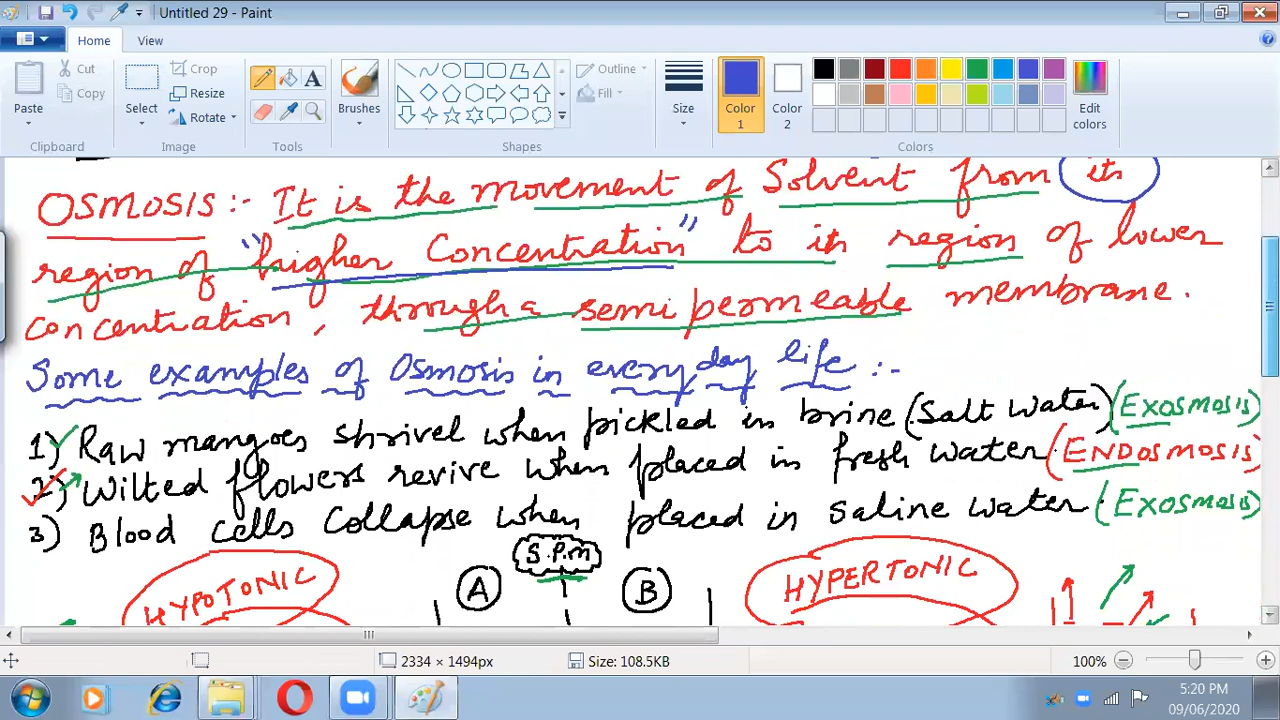 Untitled 29 - Paint
Home View
Paste
Cut
Copy
Clipboard
Select
Crop
Resize
Rotate
Image
Tools
Brushes
Shapes
Outline
Fill
Size
Color 1
Color 2
Edit colors
Colors
OSMOSIS :- It is the movement of Solvent from its
region of "higher Concentration" to its region of lower
concentration, through a semi permeable membrane.
Some examples of Osmosis in every day life :-
1) Raw mangoes shrivel when pickled in brine (Salt Water) (Exosmosis)
2) Wilted flowers revive when placed in fresh water (ENDOSMOSIS)
3) Blood cells Collapse when placed in Saline water (Exosmosis)
S.P.m
HYPOTONIC A B HYPERTONIC
2334 × 1494px
Size: 108.5KB
100%
5:20 PM
09/06/2020